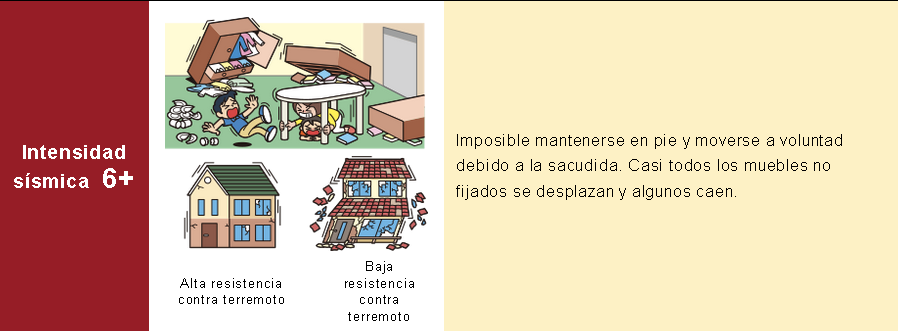 Intensidad
sísmica 6+
Alta resistencia
contra terremoto
Baja
resistencia
contra
terremoto
Imposible mantenerse en pie y moverse a voluntad
debido a la sacudida. Casi todos los muebles no
fijados se desplazan y algunos caen.